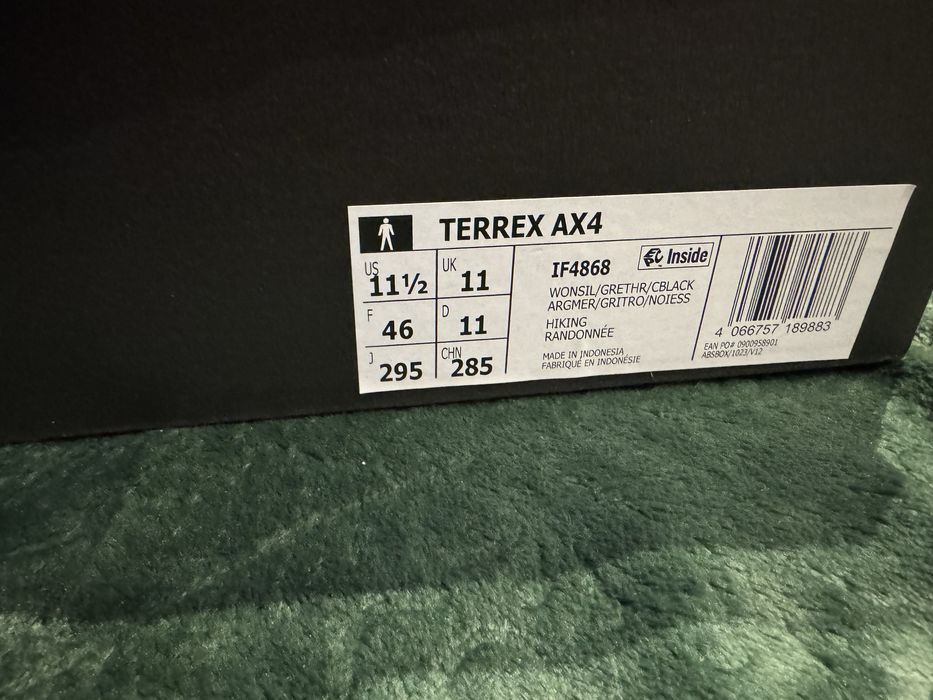 TERREX AX4
US
11½
UK
11
F
46
D
11
J
295
CHN
285
IF4868
Inside
WONSIL/GRETHR/CBLACK
ARGMER/GRITRO/NOIESS
HIKING
RANDONNÉE
MADE IN INDONESIA
FABRIQUÉ EN INDONÉSIE
4 066757 189883
EAN PO# 0900958901
ABSBOX/1023/V12